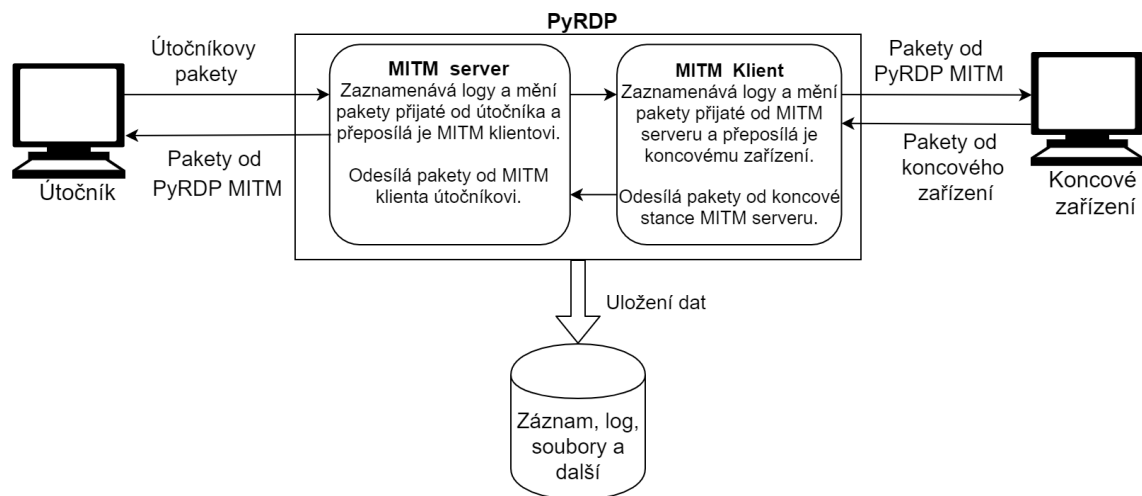 PyRDP
Útočníkovy
pakety
Pakety od
PyRDP MITM
Útočník
MITM server
Zaznamenává logy a mění
pakety přijaté od útočníka a
přeposílá je MITM klientovi.
Odesílá pakety od MITM
klienta útočníkovi.
MITM Klient
Zaznamenává logy a mění
pakety přijaté od MITM
serveru a přeposílá je
koncovému zařízení.
Odesílá pakety od koncové
stance MITM serveru.
Pakety od
PyRDP MITM
Pakety od
koncového
zařízení
Koncové
zařízení
Uložení dat
Záznam, log,
soubory a
další